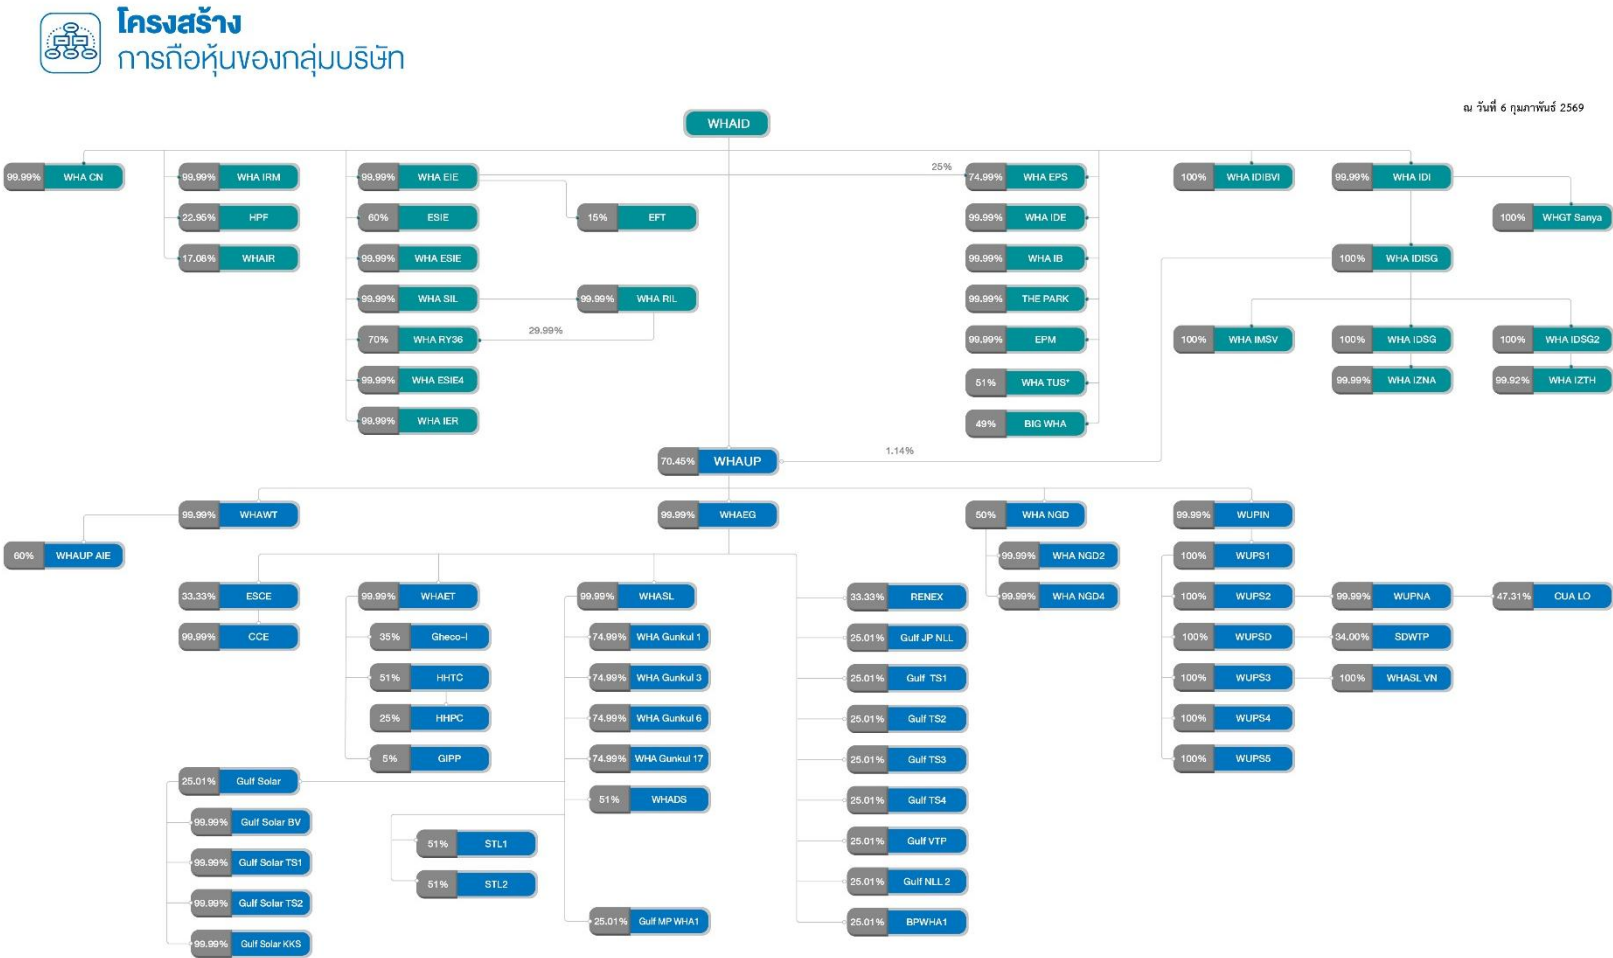 โครงสร้าง
การถือหุ้นของกลุ่มบริษัท
ณ วันที่ 6 กุมภาพันธ์ 2569
WHAID
99.99% WHA CN
99.99% WHA IRM
22.95% HPF
17.08% WHAIR
99.99% WHA EIE
60% ESIE
99.99% WHA ESIE
99.99% WHA SIL
70% WHA RY36
99.99% WHA ESIE4
99.99% WHA IER
15% EFT
99.99% WHA RIL
29.99%
25%
74.99% WHA EPS
99.99% WHA IDE
99.99% WHA IB
99.99% THE PARK
99.99% EPM
51% WHA TUS*
49% BIG WHA
100% WHA IDIBVI
99.99% WHA IDI
100% WHGT Sanya
100% WHA IDISG
100% WHA IMSV
100% WHA IDSG
100% WHA IDSG2
99.99% WHA IZNA
99.92% WHA IZTH
70.45% WHAUP
1.14%
99.99% WHAWT
60% WHAUP AIE
99.99% WHAEG
50% WHA NGD
99.99% WHA NGD2
99.99% WHA NGD4
99.99% WUPIN
100% WUPS1
100% WUPS2
99.99% WUPNA
47.31% CUA LO
100% WUPSD
34.00% SDWTP
100% WUPS3
100% WHASL VN
100% WUPS4
100% WUPS5
33.33% ESCE
99.99% CCE
99.99% WHAET
35% Gheco-I
51% HHTC
25% HHPC
5% GIPP
99.99% WHASL
74.99% WHA Gunkul 1
74.99% WHA Gunkul 3
74.99% WHA Gunkul 6
74.99% WHA Gunkul 17
51% WHADS
25.01% Gulf Solar
99.99% Gulf Solar BV
99.99% Gulf Solar TS1
99.99% Gulf Solar TS2
99.99% Gulf Solar KKS
51% STL1
51% STL2
25.01% Gulf MP WHA1
33.33% RENEX
25.01% Gulf JP NLL
25.01% Gulf TS1
25.01% Gulf TS2
25.01% Gulf TS3
25.01% Gulf TS4
25.01% Gulf VTP
25.01% Gulf NLL 2
25.01% BPWHA1